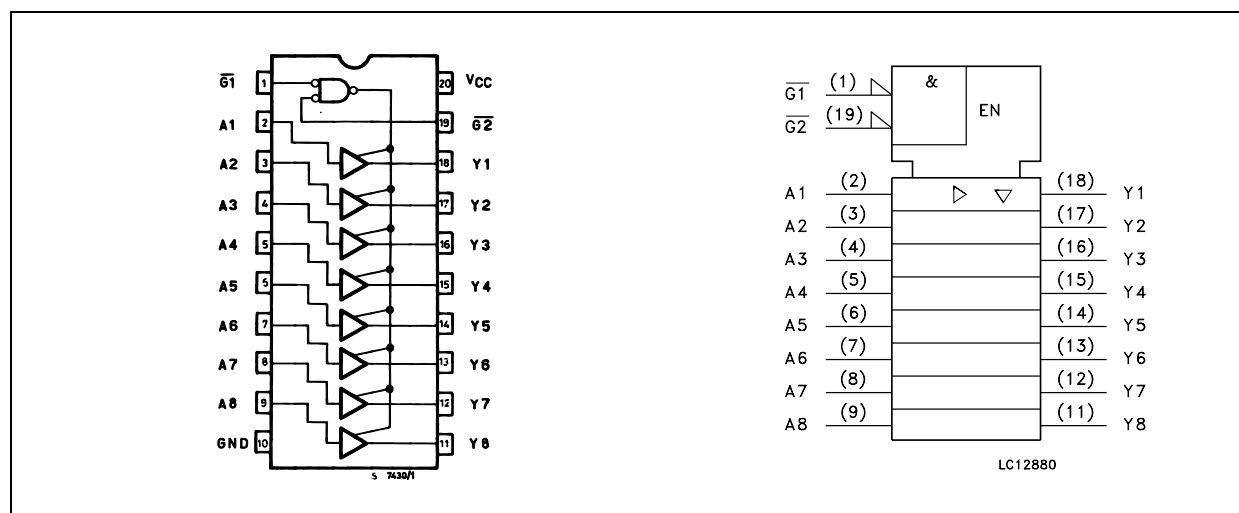 G1 1 20 VCC
A1 2 19 G2
A2 3 18 Y1
A3 4 17 Y2
A4 5 16 Y3
A5 6 15 Y4
A6 7 14 Y5
A7 8 13 Y6
A8 9 12 Y7
GND 10 11 Y8
S 7430/1
G1 (1) &
G2 (19) EN
A1 (2) (18) Y1
A2 (3) (17) Y2
A3 (4) (16) Y3
A4 (5) (15) Y4
A5 (6) (14) Y5
A6 (7) (13) Y6
A7 (8) (12) Y7
A8 (9) (11) Y8
LC12880